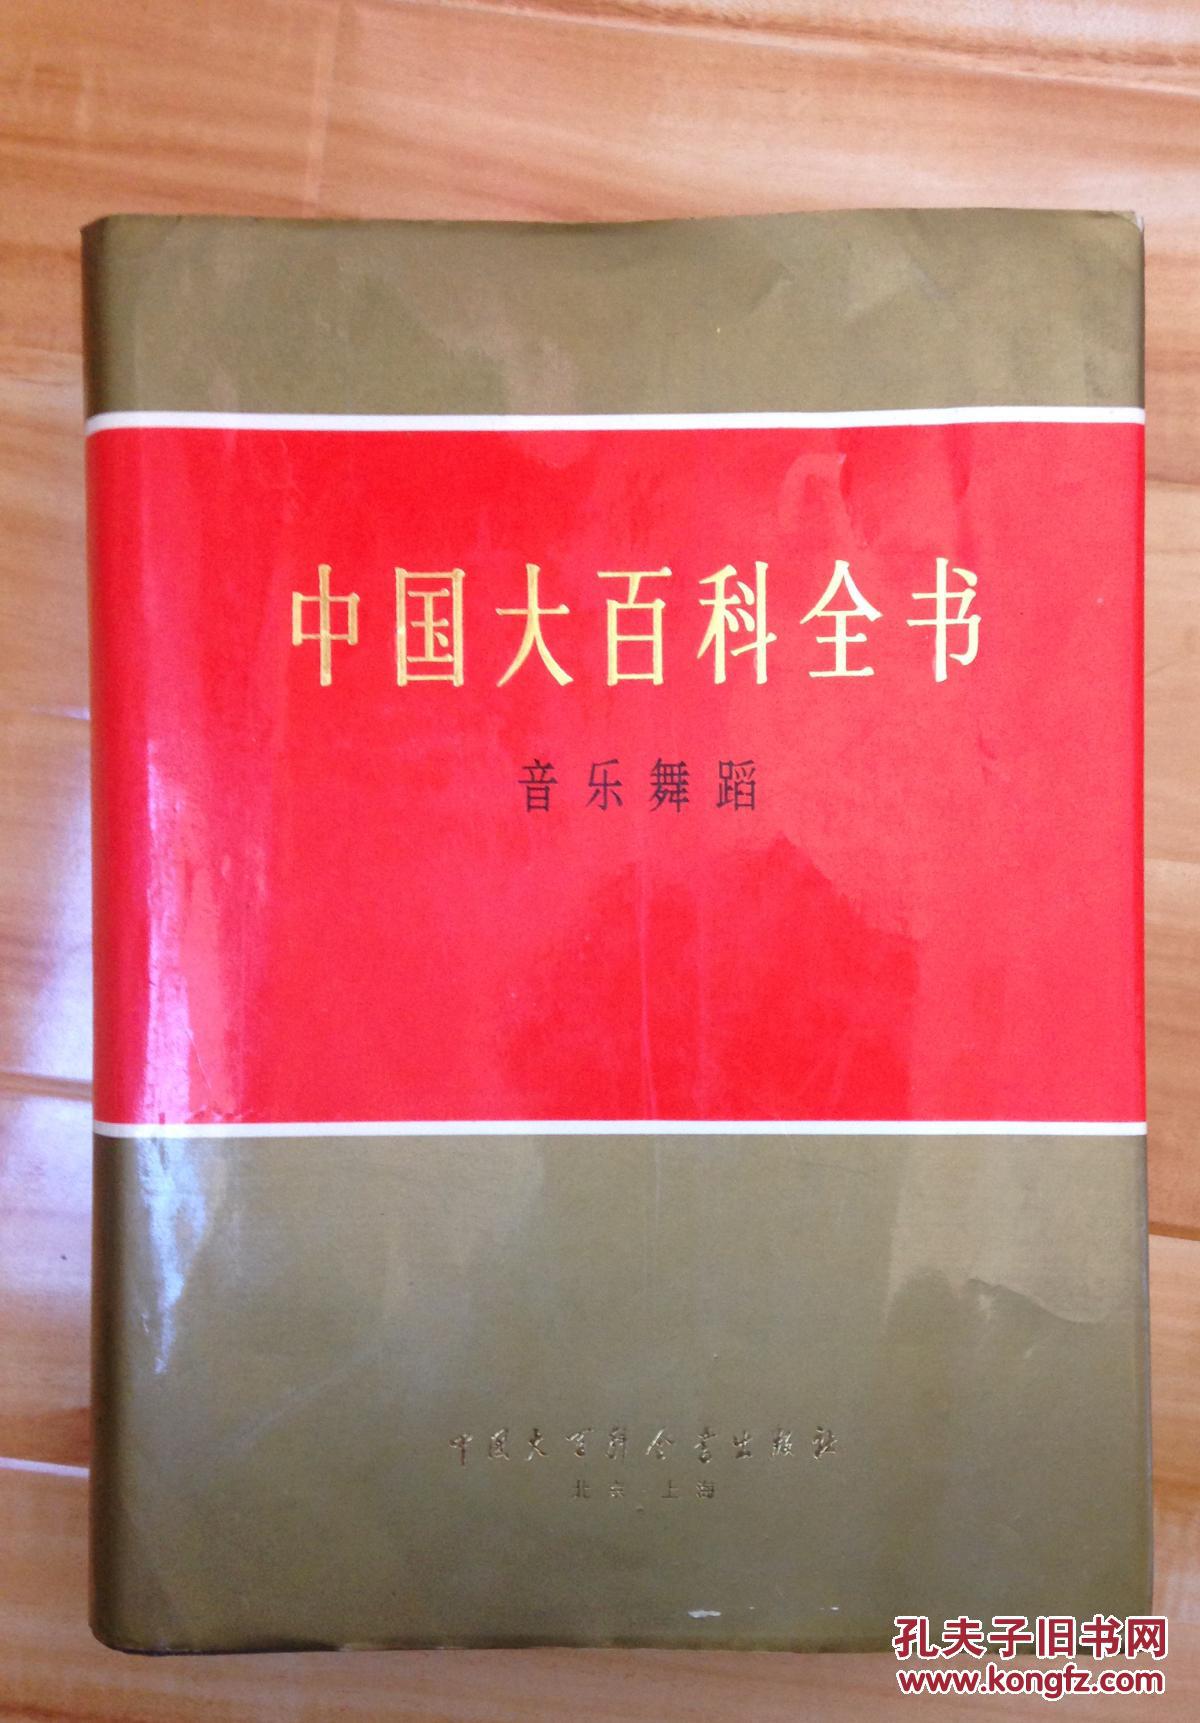 中国大百科全书
音乐舞蹈
中国大百科全书出版社
北京 上海
孔夫子旧书网
www.kongfz.com